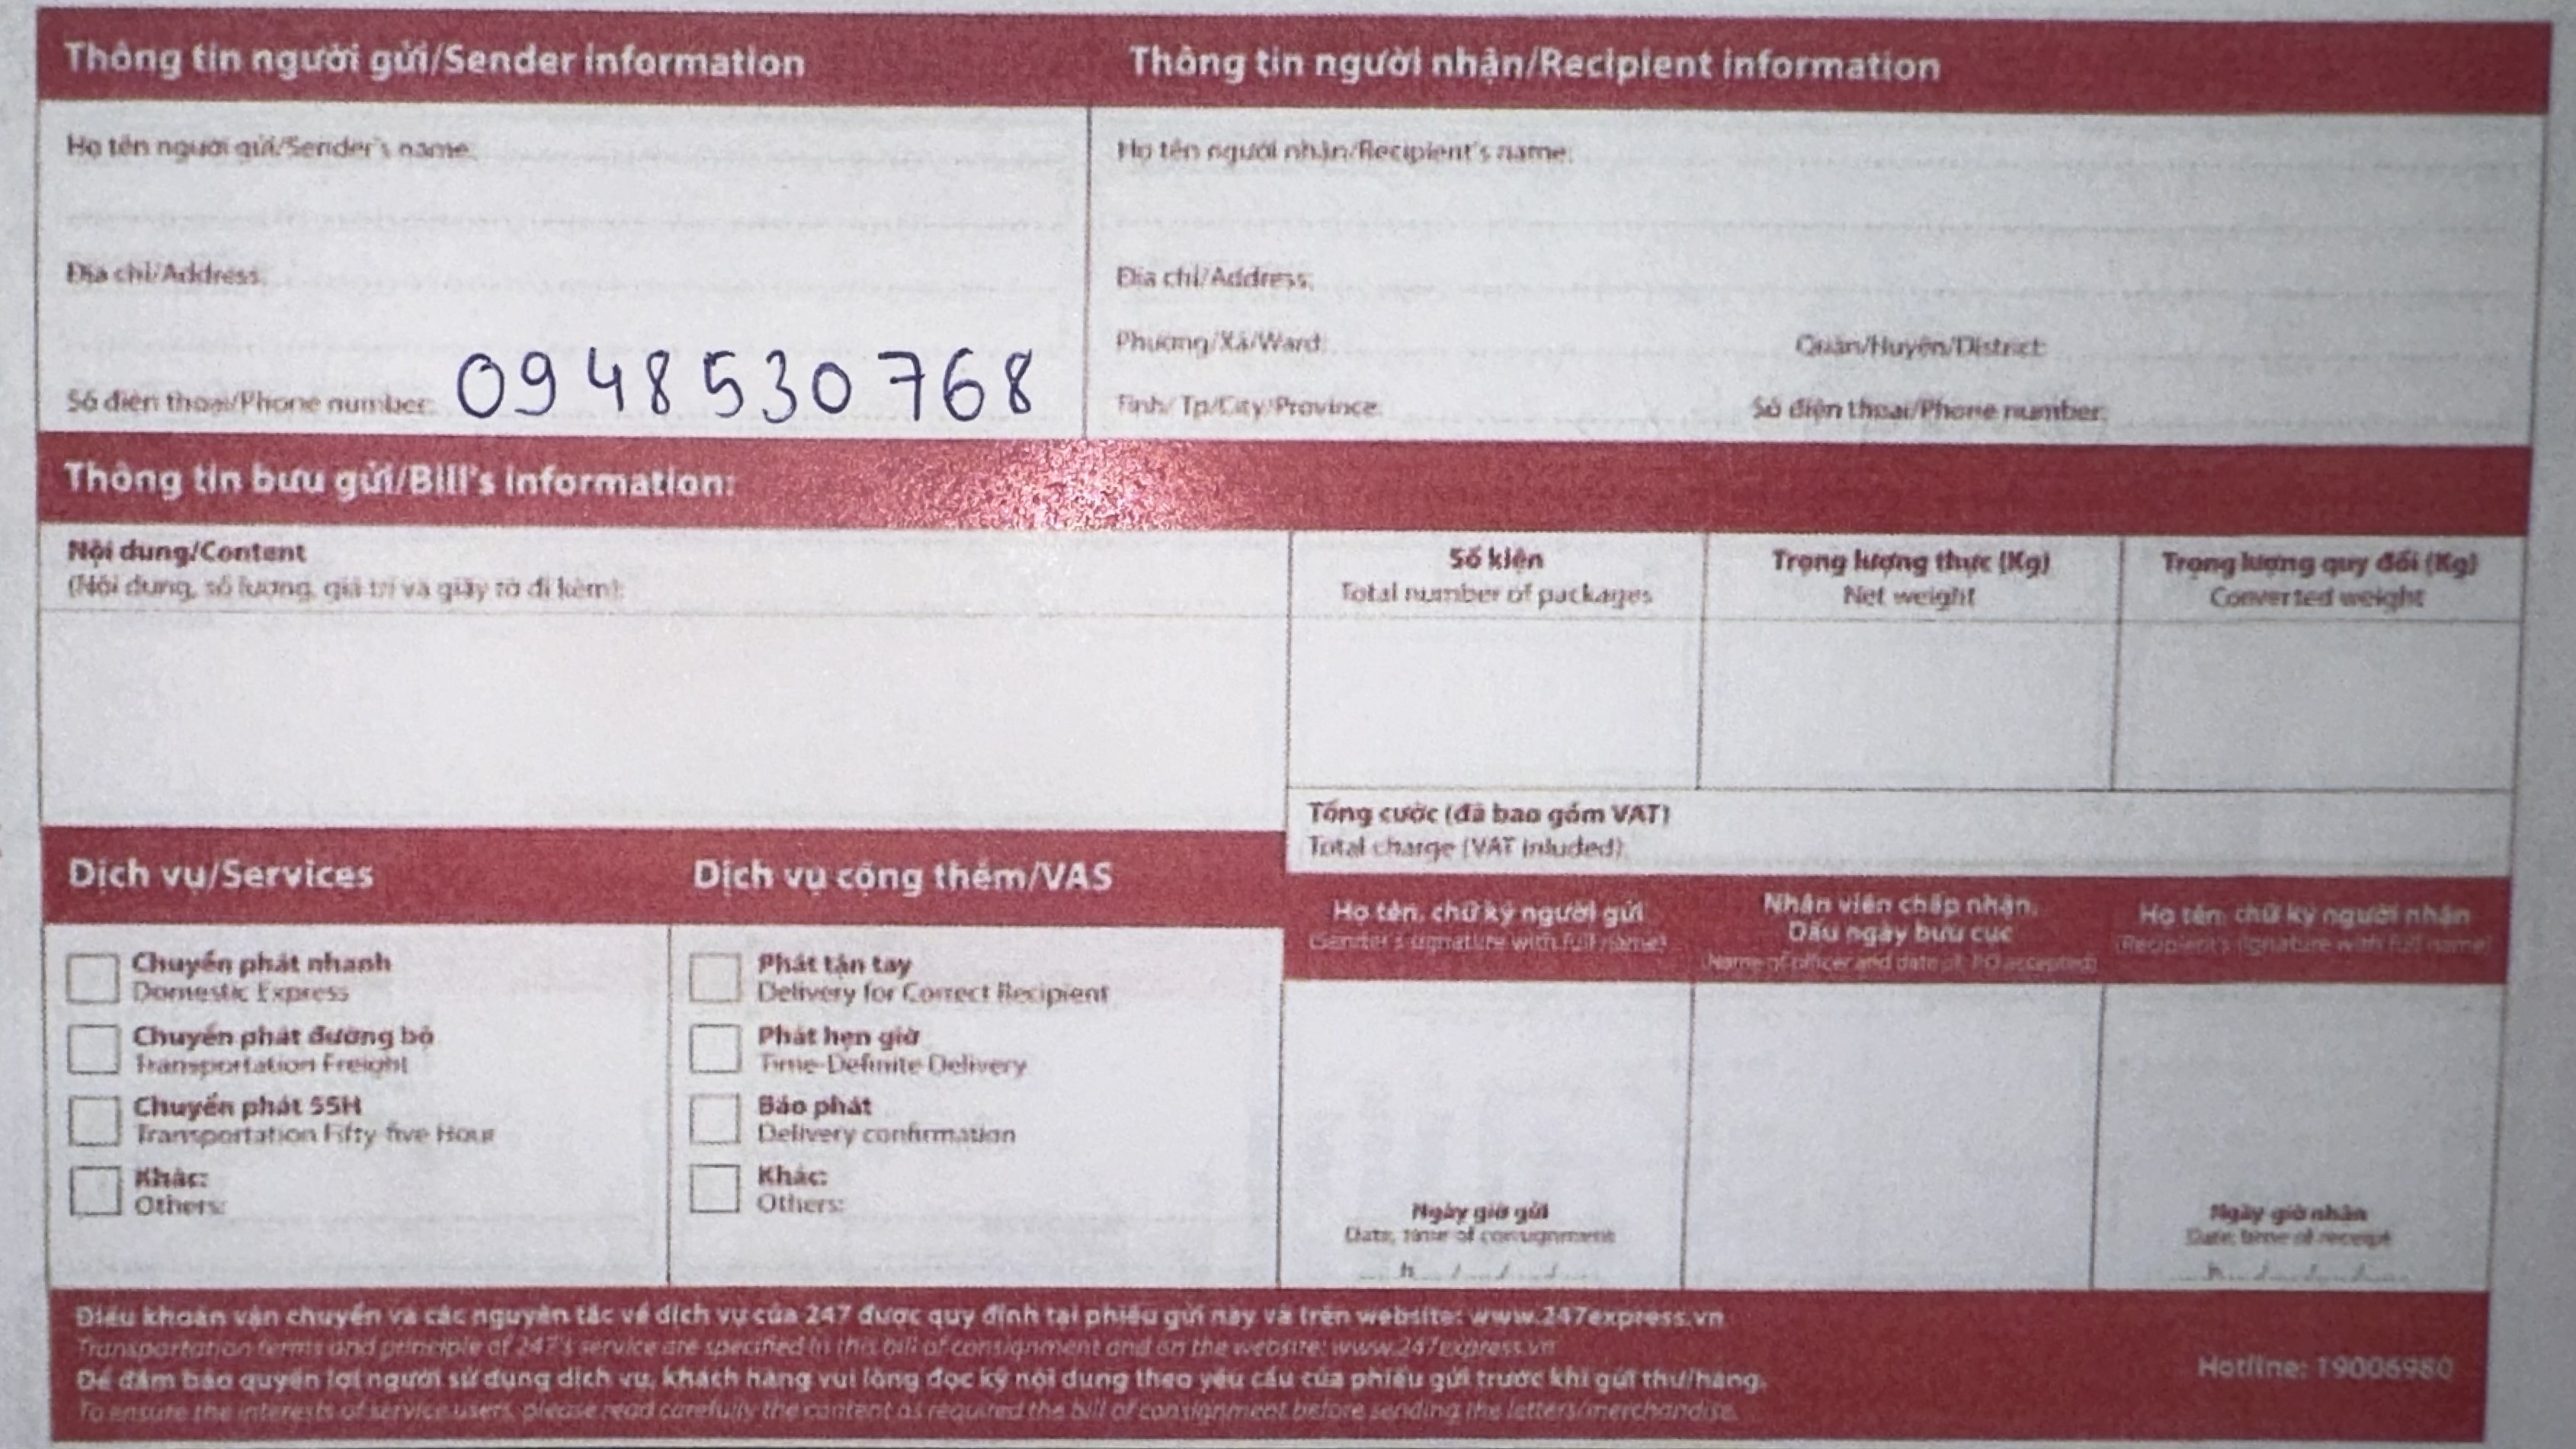 Thông tin người gửi/Sender information
Thông tin người nhận/Recipient information
Họ tên người gửi/Sender's name:
Họ tên người nhận/Recipient's name:
Địa chỉ/Address:
Địa chỉ/Address:
Phường/Xã/Ward:
Quận/Huyện/District:
Số điện thoại/Phone number: 0948530768
Tỉnh/ Tp/City/Province:
Số điện thoại/Phone number:
Thông tin bưu gửi/Bill's information:
Nội dung/Content
(Nội dung, số lượng, giá trị và giấy tờ đi kèm):
Số kiện
Total number of packages
Trọng lượng thực (Kg)
Net weight
Trọng lượng quy đổi (Kg)
Converted weight
Tổng cước (đã bao gồm VAT)
Total charge (VAT inluded):
Dịch vụ/Services
Chuyển phát nhanh
Domestic Express
Chuyển phát đường bộ
Transportation Freight
Chuyển phát 55H
Transportation Fifty-five Hour
Khác:
Others:
Dịch vụ cộng thêm/VAS
Phát tận tay
Delivery for Correct Recipient
Phát hẹn giờ
Time-Definite Delivery
Báo phát
Delivery confirmation
Khác:
Others:
Họ tên, chữ ký người gửi
(Sender's signature with full name)
Ngày giờ gửi
Date, time of consignment
h / / /
Nhân viên chấp nhận,
Dấu ngày bưu cục
(Name of officer and date of PO accepted)
Họ tên, chữ ký người nhận
(Recipient's signature with full name)
Ngày giờ nhận
Date, time of receipt
h / / /
Điều khoản vận chuyển và các nguyên tắc về dịch vụ của 247 được quy định tại phiếu gửi này và trên website: www.247express.vn
Transportation terms and principle of 247's service are specified in this bill of consignment and on the website: www.247express.vn
Để đảm bảo quyền lợi người sử dụng dịch vụ, khách hàng vui lòng đọc kỹ nội dung theo yêu cầu của phiếu gửi trước khi gửi thư/hàng.
To ensure the interests of service users, please read carefully the content as required the bill of consignment before sending the letters/merchandise.
Hotline: 19006980